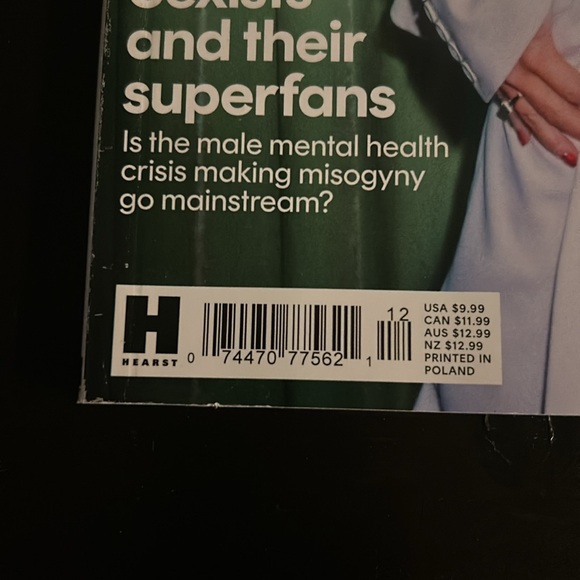 and their
superfans
Is the male mental health
crisis making misogyny
go mainstream?
H
HEARST
0 74470 77562 1
12
USA $9.99
CAN $11.99
AUS $12.99
NZ $12.99
PRINTED IN
POLAND